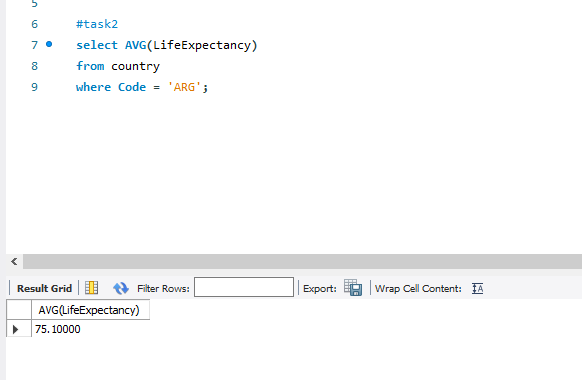 5
6 #task2
7 select AVG(LifeExpectancy)
8 from country
9 where Code = 'ARG';
Result Grid Filter Rows: Export: Wrap Cell Content:
AVG(LifeExpectancy)
75.10000